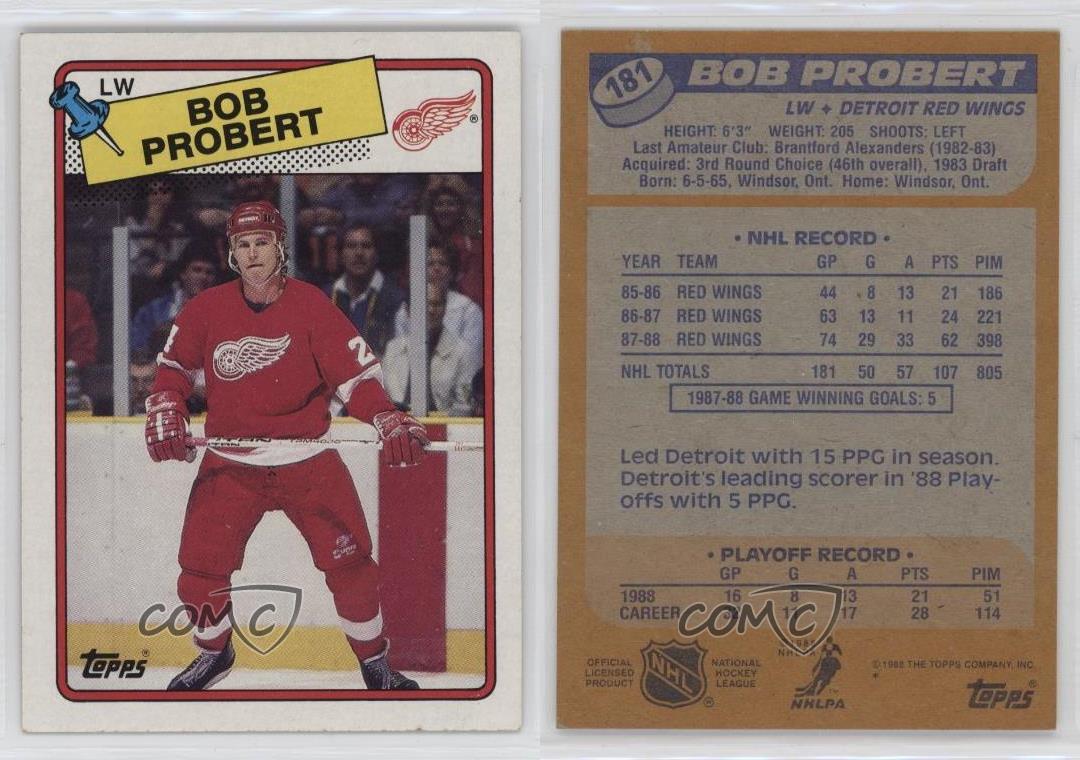 LW
BOB
PROBERT
®
2
DETROIT
TITAN TSM4020
topps®
COMC
181
BOB PROBERT
LW ✦ DETROIT RED WINGS
HEIGHT: 6'3" WEIGHT: 205 SHOOTS: LEFT
Last Amateur Club: Brantford Alexanders (1982-83)
Acquired: 3rd Round Choice (46th overall), 1983 Draft
Born: 6-5-65, Windsor, Ont. Home: Windsor, Ont.
• NHL RECORD •
YEAR TEAM GP G A PTS PIM
85-86 RED WINGS 44 8 13 21 186
86-87 RED WINGS 63 13 11 24 221
87-88 RED WINGS 74 29 33 62 398
NHL TOTALS 181 50 57 107 805
1987-88 GAME WINNING GOALS: 5
Led Detroit with 15 PPG in season.
Detroit's leading scorer in '88 Play-
offs with 5 PPG.
• PLAYOFF RECORD •
GP G A PTS PIM
1988 16 8 13 21 51
CAREER 17 28 114
COMC
OFFICIAL
LICENSED
PRODUCT
NHL
®
NATIONAL
HOCKEY
LEAGUE
NHLPA
NHLPA
© 1988 THE TOPPS COMPANY, INC.
*
topps®